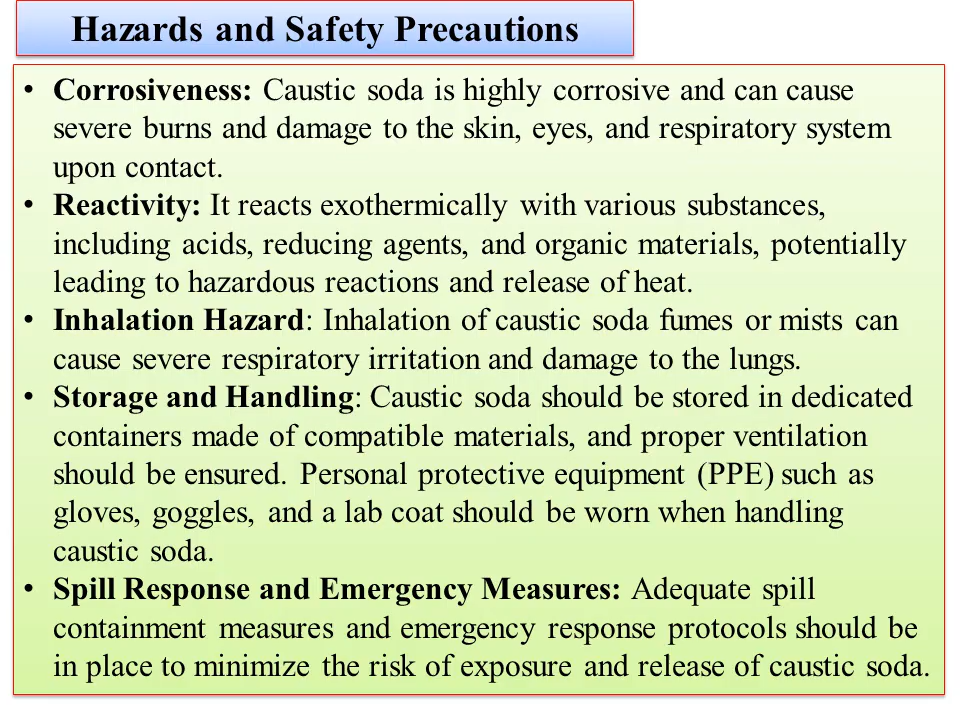 Hazards and Safety Precautions
• Corrosiveness: Caustic soda is highly corrosive and can cause
severe burns and damage to the skin, eyes, and respiratory system
upon contact.
• Reactivity: It reacts exothermically with various substances,
including acids, reducing agents, and organic materials, potentially
leading to hazardous reactions and release of heat.
• Inhalation Hazard: Inhalation of caustic soda fumes or mists can
cause severe respiratory irritation and damage to the lungs.
• Storage and Handling: Caustic soda should be stored in dedicated
containers made of compatible materials, and proper ventilation
should be ensured. Personal protective equipment (PPE) such as
gloves, goggles, and a lab coat should be worn when handling
caustic soda.
• Spill Response and Emergency Measures: Adequate spill
containment measures and emergency response protocols should be
in place to minimize the risk of exposure and release of caustic soda.